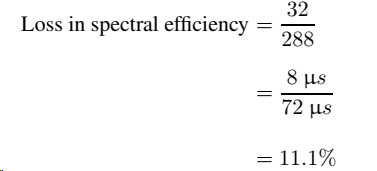 Loss in spectral efficiency = 32/288
= 8 μs/72 μs
= 11.1%